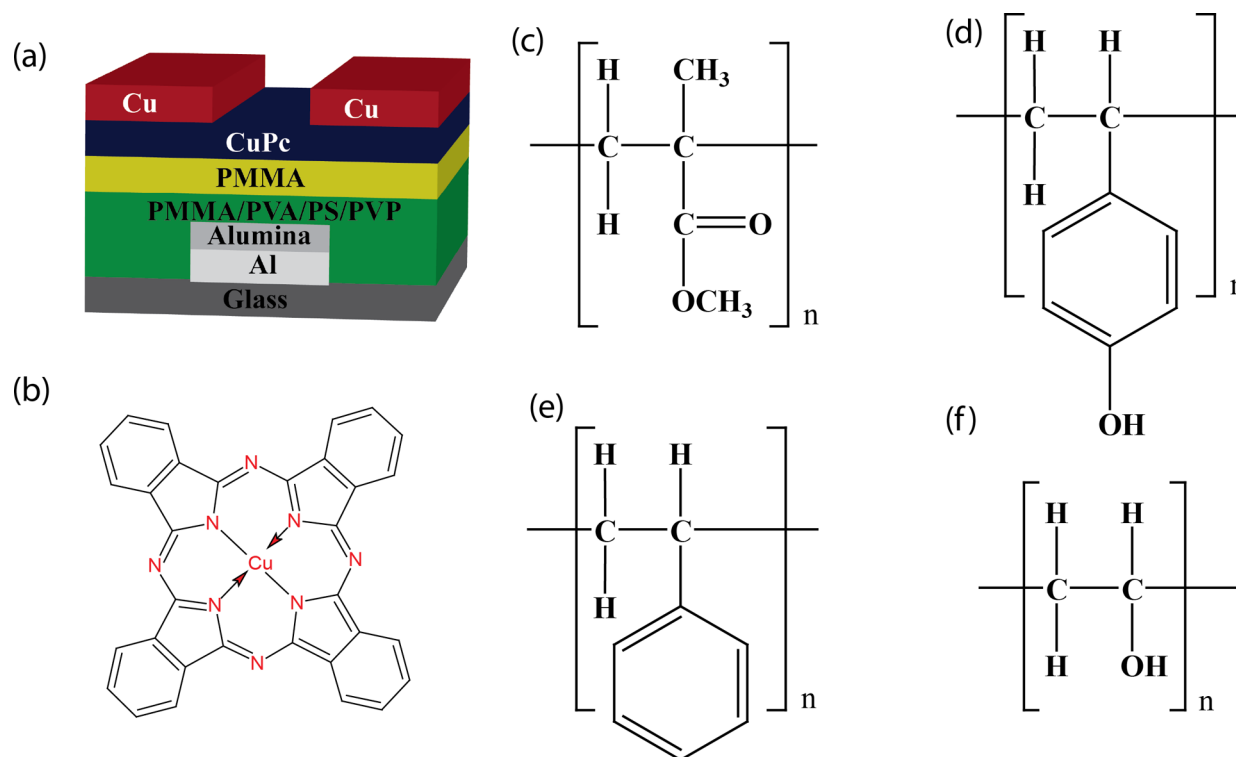 (a)
Cu
Cu
CuPc
PMMA
PMMA/PVA/PS/PVP
Alumina
Al
Glass
(b)
N
N
N
N
Cu
N
N
N
N
(c)
H
CH3
C
C
H
C
O
OCH3
n
(d)
H
H
C
C
H
n
OH
(e)
H
H
C
C
H
n
(f)
H
H
C
C
H
OH
n